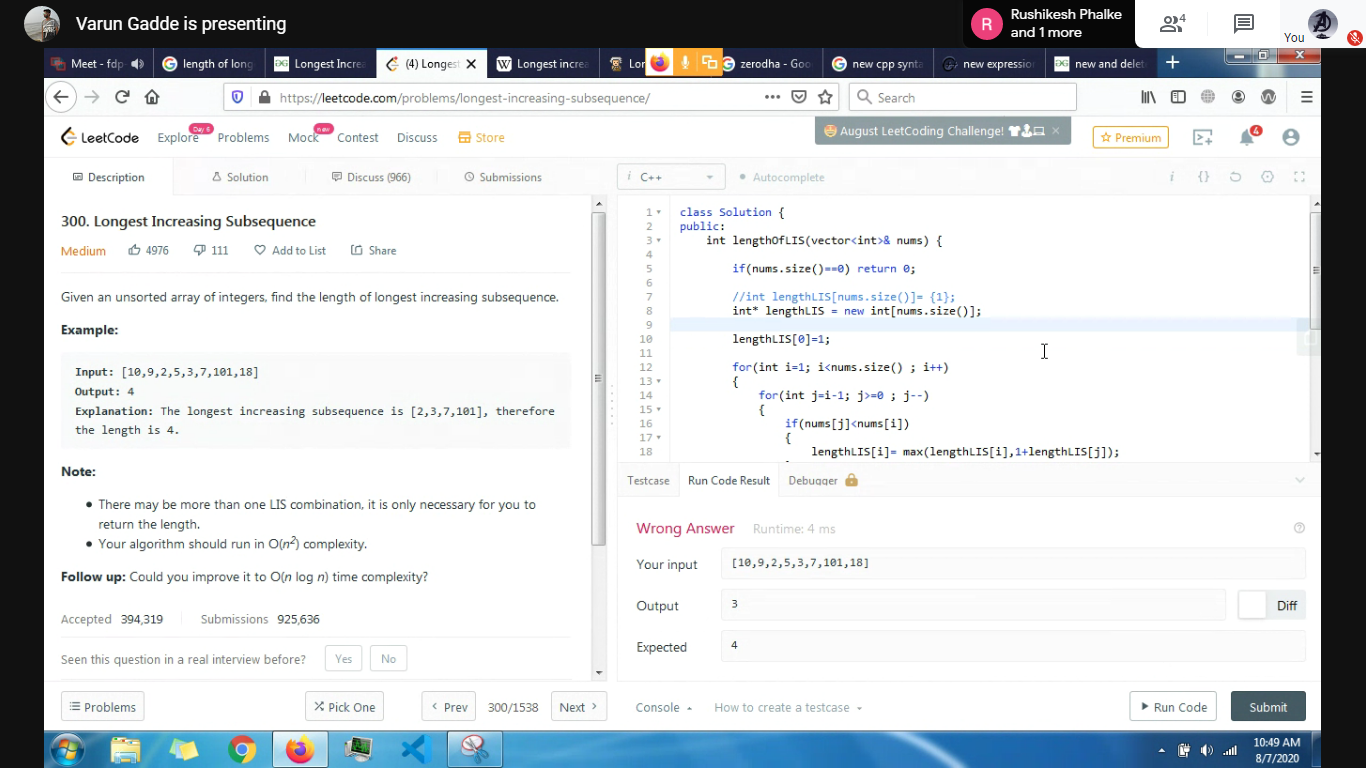 Varun Gadde is presenting
R
Rushikesh Phalke
and 1 more
4
You
Meet - fdp
length of long
Longest Increa
(4) Longest
Longest Increa
Lon
zerodha - Goo
new cpp synta
new expression
new and delet
https://leetcode.com/problems/longest-increasing-subsequence/
Search
LeetCode
Explore
Day 6
Problems
Mock
new
Contest
Discuss
Store
August LeetCoding Challenge!
Premium
4
Description
Solution
Discuss (966)
Submissions
i C++
Autocomplete
300. Longest Increasing Subsequence
Medium
4976
111
Add to List
Share
Given an unsorted array of integers, find the length of longest increasing subsequence.
Example:
Input: [10,9,2,5,3,7,101,18]
Output: 4
Explanation: The longest increasing subsequence is [2,3,7,101], therefore
the length is 4.
Note:
There may be more than one LIS combination, it is only necessary for you to
return the length.
Your algorithm should run in O(n2) complexity.
Follow up: Could you improve it to O(n log n) time complexity?
Accepted 394,319
Submissions 925,636
Seen this question in a real interview before?
Yes
No
Problems
Pick One
Prev
300/1538
Next
1 class Solution {
2 public:
3 int lengthOfLIS(vector<int>& nums) {
4
5 if(nums.size()==0) return 0;
6
7 //int lengthLIS[nums.size()]= {1};
8 int* lengthLIS = new int[nums.size()];
9
10 lengthLIS[0]=1;
11
12 for(int i=1; i<nums.size() ; i++)
13 {
14 for(int j=i-1; j>=0 ; j--)
15 {
16 if(nums[j]<nums[i])
17 {
18 lengthLIS[i]= max(lengthLIS[i],1+lengthLIS[j]);
Testcase
Run Code Result
Debugger
Wrong Answer
Runtime: 4 ms
Your input
[10,9,2,5,3,7,101,18]
Output
3
Diff
Expected
4
Console
How to create a testcase
Run Code
Submit
10:49 AM
8/7/2020